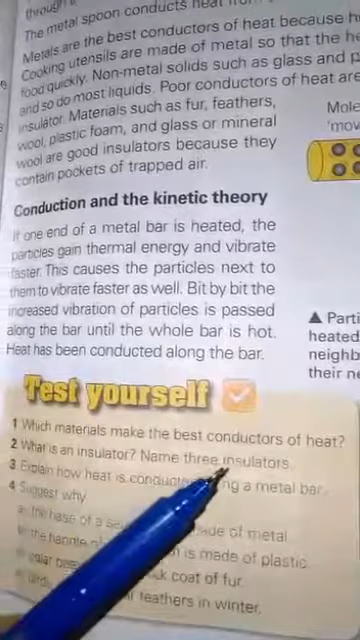 through
The metal spoon conducts heat from
Metals are the best conductors of heat because
Cooking utensils are made of metal so that the
food quickly. Non-metal solids such as glass and
and so do most liquids. Poor conductors of heat are
insulator. Materials such as fur, feathers,
wool, plastic foam, and glass or mineral
wool are good insulators because they
contain pockets of trapped air.
Mole
'mov
Conduction and the kinetic theory
If one end of a metal bar is heated, the
particles gain thermal energy and vibrate
faster. This causes the particles next to
them to vibrate faster as well. Bit by bit the
increased vibration of particles is passed
along the bar until the whole bar is hot.
Heat has been conducted along the bar.
▲ Parti
heated
neighb
their
Test yourself
1 Which materials make the best conductors of heat?
2 What is an insulator? Name three insulators.
3 Explain how heat is conducted a metal bar.
4 Suggest why
the base of a made of metal
the handle is made of plastic
coat of fur
feathers in winter.